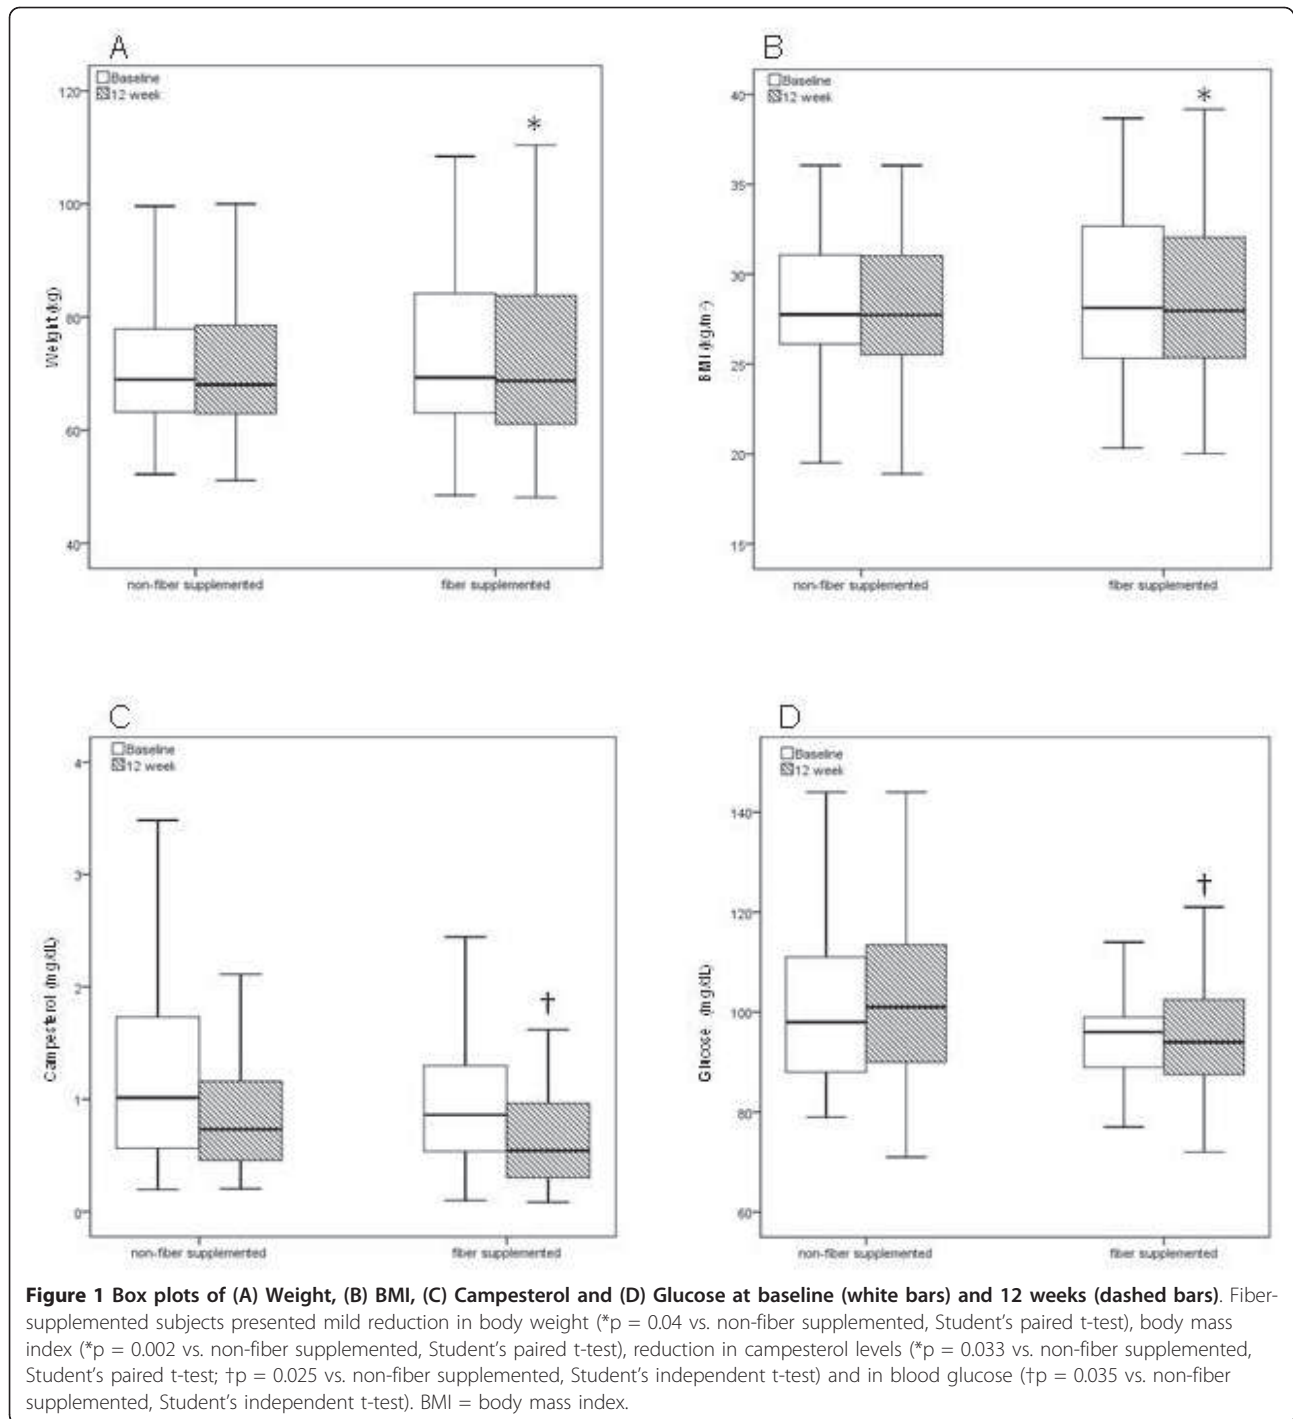 A
Baseline
12 week
120
100
80
60
40
Weight (kg)
*
non-fiber supplemented
fiber supplemented
B
Baseline
12 week
40
35
30
25
20
15
BMI (kg/m²)
*
non-fiber supplemented
fiber supplemented
C
Baseline
12 week
4
3
2
1
0
Campesterol (mg/dL)
†
non-fiber supplemented
fiber supplemented
D
Baseline
12 week
140
120
100
80
60
Glucose (mg/dL)
†
non-fiber supplemented
fiber supplemented
Figure 1 Box plots of (A) Weight, (B) BMI, (C) Campesterol and (D) Glucose at baseline (white bars) and 12 weeks (dashed bars). Fiber-
supplemented subjects presented mild reduction in body weight (*p = 0.04 vs. non-fiber supplemented, Student's paired t-test), body mass
index (*p = 0.002 vs. non-fiber supplemented, Student's paired t-test), reduction in campesterol levels (*p = 0.033 vs. non-fiber supplemented,
Student's paired t-test; †p = 0.025 vs. non-fiber supplemented, Student's independent t-test) and in blood glucose (†p = 0.035 vs. non-fiber
supplemented, Student's independent t-test). BMI = body mass index.